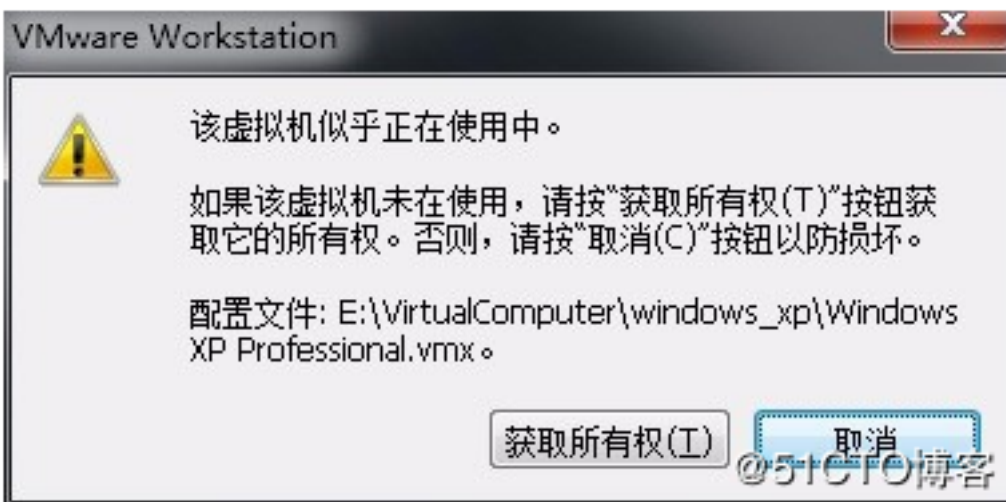 VMware Workstation
该虚拟机似乎正在使用中。
如果该虚拟机未在使用，请按"获取所有权(T)"按钮获
取它的所有权。否则，请按"取消(C)"按钮以防损坏。
配置文件: E:\VirtualComputer\windows_xp\Windows
XP Professional.vmx。
获取所有权(T)
取消
@51CTO博客